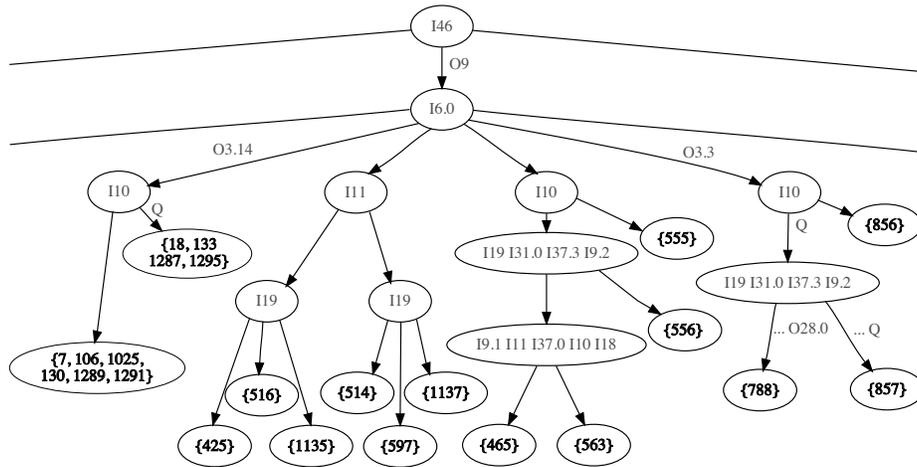 I46
O9
I6.0
O3.14
O3.3
I10
I11
I10
I10
Q
{18, 133
1287, 1295}
{555}
Q
{856}
I19 I31.0 I37.3 I9.2
I19 I31.0 I37.3 I9.2
I19
I19
{556}
... O28.0
... Q
I9.1 I11 I37.0 I10 I18
{7, 106, 1025,
130, 1289, 1291}
{516}
{514}
{1137}
{788}
{857}
{425}
{1135}
{597}
{465}
{563}